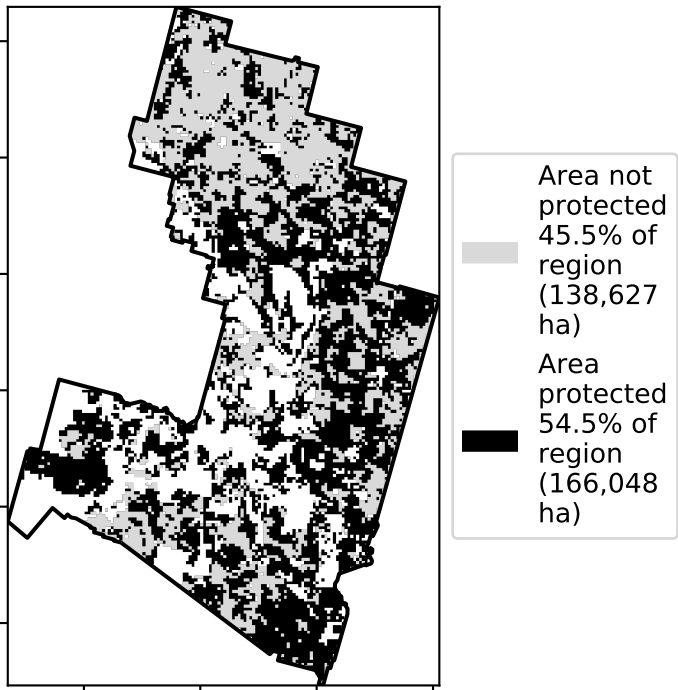 Area not
protected
45.5% of
region
(138,627
ha)
Area
protected
54.5% of
region
(166,048
ha)